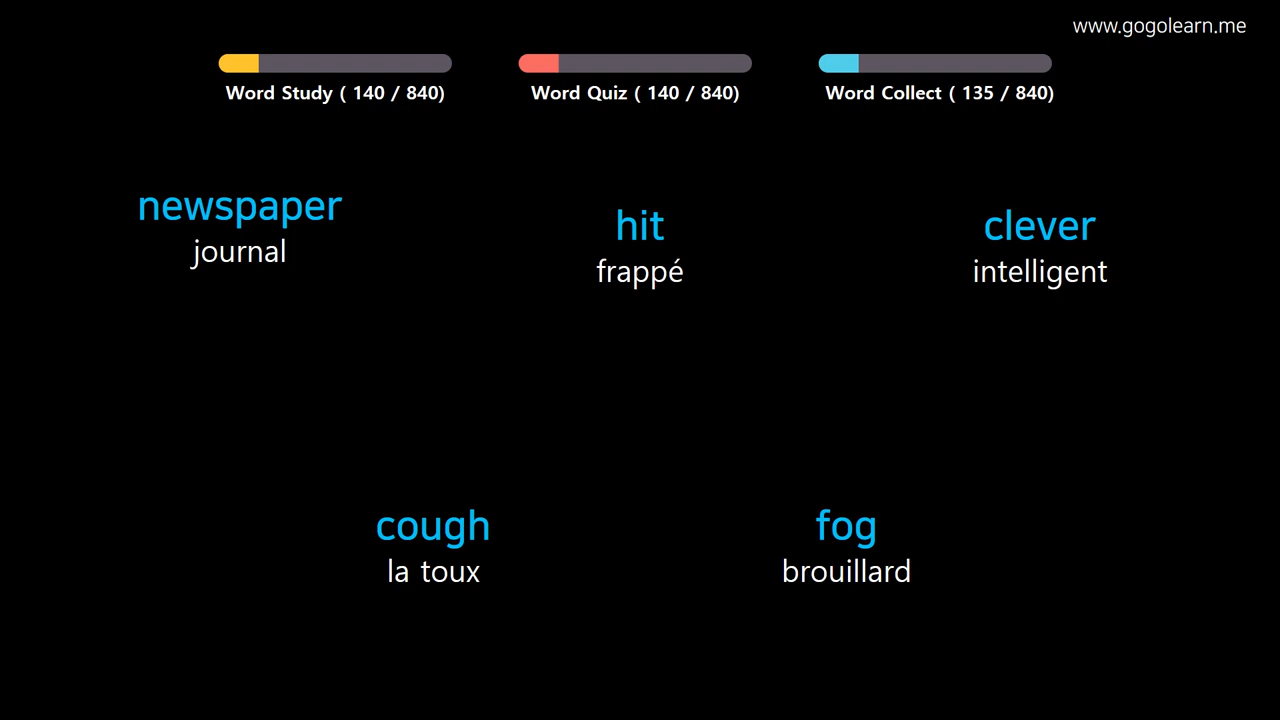 www.gogolearn.me
Word Study ( 140 / 840)
Word Quiz ( 140 / 840)
Word Collect ( 135 / 840)
newspaper
journal
hit
frappé
clever
intelligent
cough
la toux
fog
brouillard